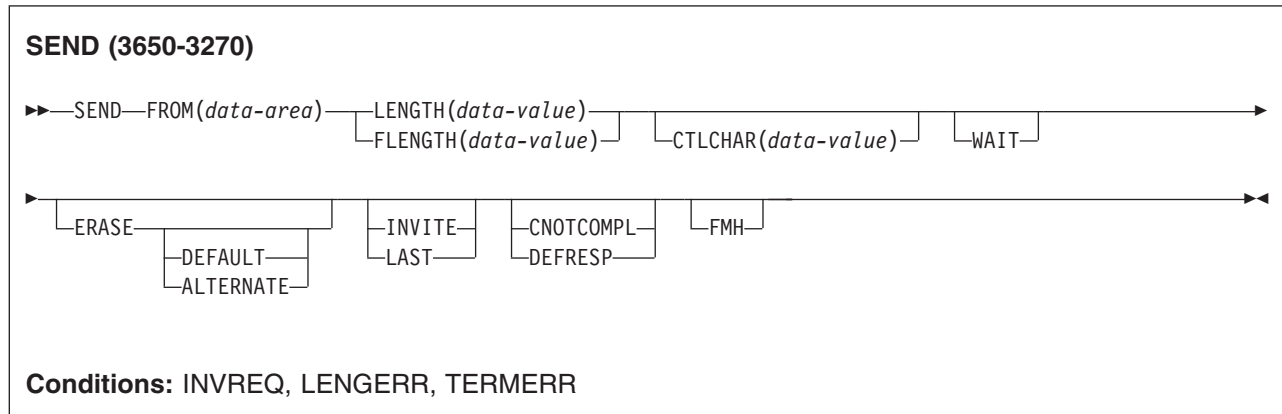 SEND (3650-3270)
SEND FROM(data-area) LENGTH(data-value)
FLENGTH(data-value) CTLCHAR(data-value) WAIT
ERASE INVITE CNOTCOMPL FMH
DEFAULT LAST DEFRESP
ALTERNATE
Conditions: INVREQ, LENGERR, TERMERR